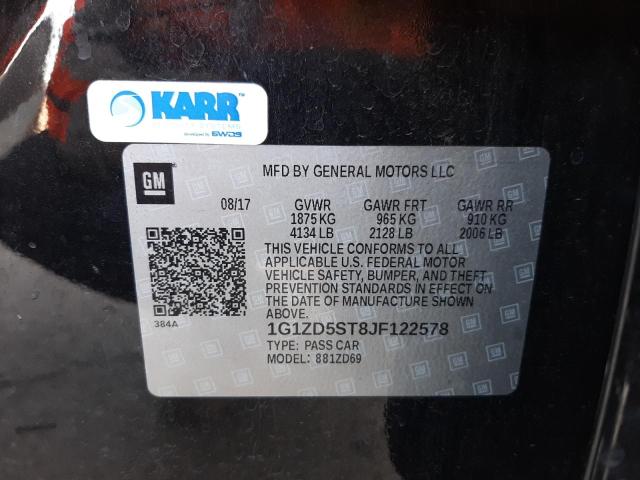 KARR™
GM
MFD BY GENERAL MOTORS LLC
08/17 GVWR GAWR FRT GAWR RR
1875 KG 965 KG 910 KG
4134 LB 2128 LB 2006 LB
THIS VEHICLE CONFORMS TO ALL
APPLICABLE U.S. FEDERAL MOTOR
VEHICLE SAFETY, BUMPER, AND THEFT
PREVENTION STANDARDS IN EFFECT ON
THE DATE OF MANUFACTURE SHOWN
ABOVE.
384A
1G1ZD5ST8JF122578
TYPE: PASS CAR
MODEL: 881ZD69